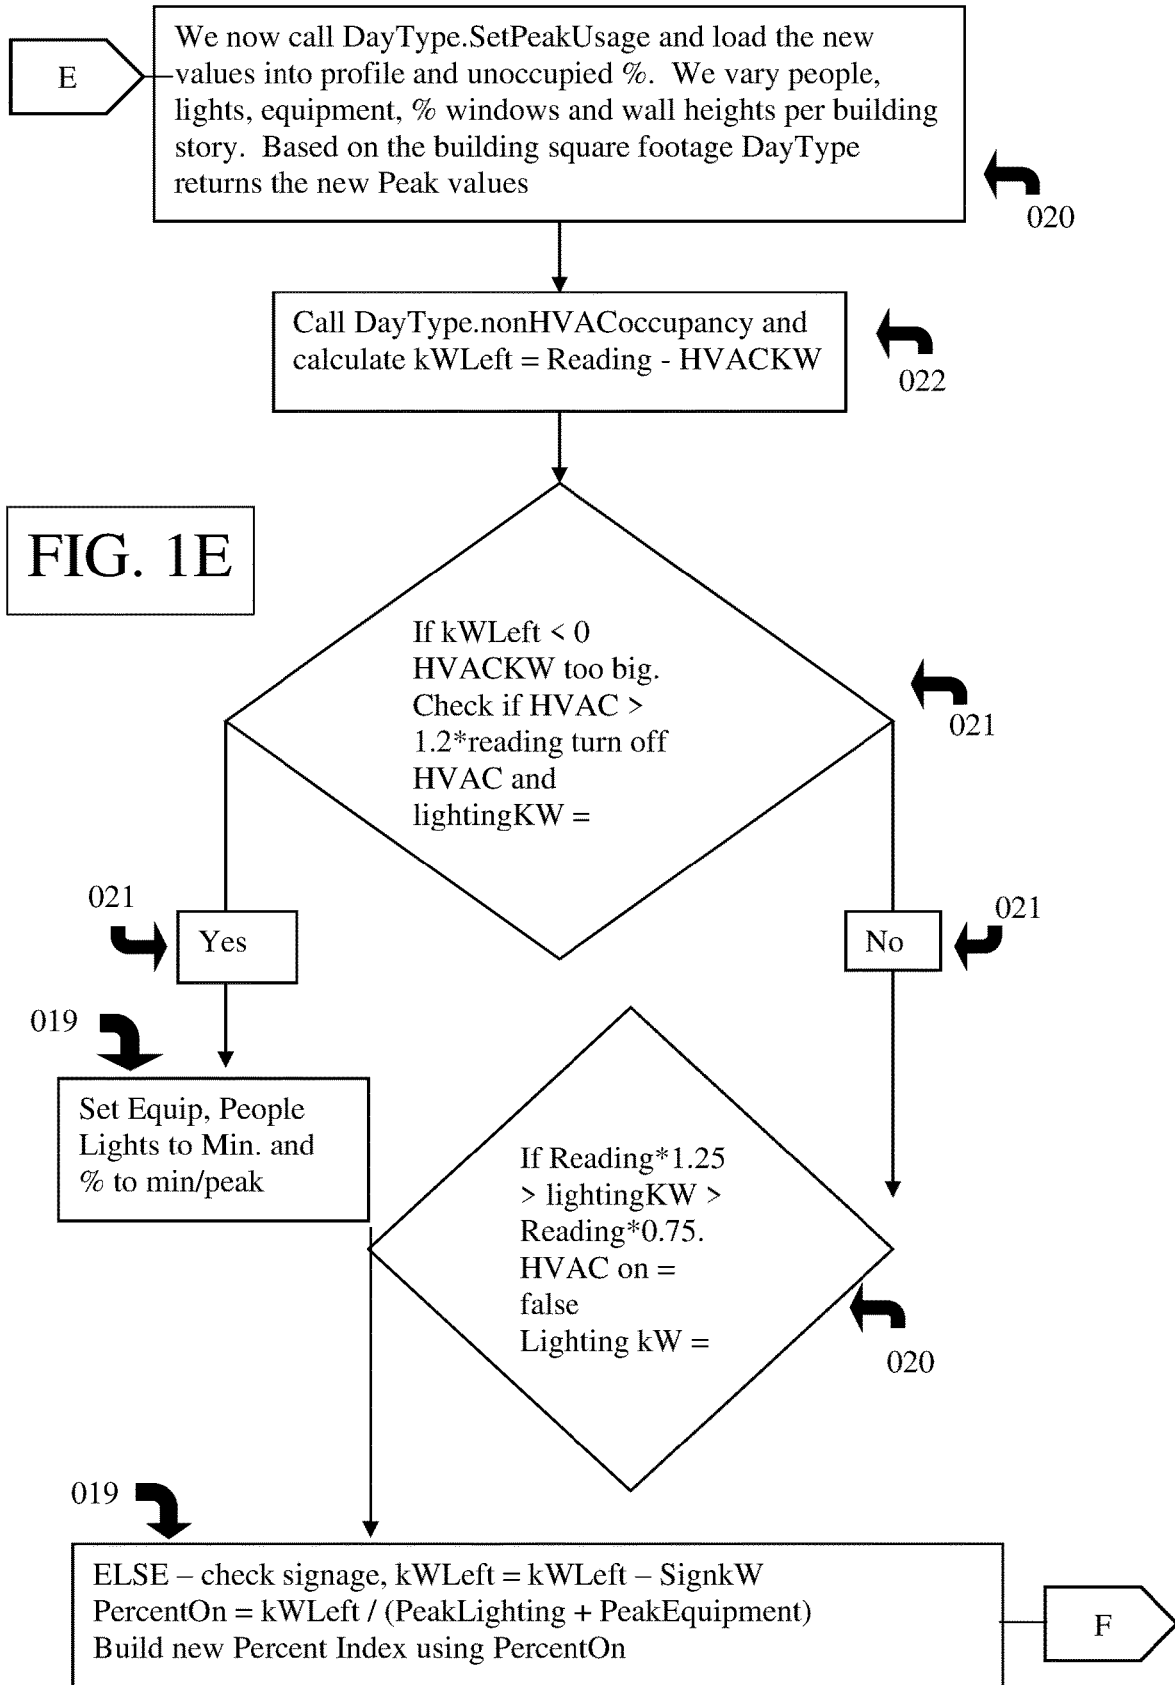 E
We now call DayType.SetPeakUsage and load the new
values into profile and unoccupied %. We vary people,
lights, equipment, % windows and wall heights per building
story. Based on the building square footage DayType
returns the new Peak values
020
Call DayType.nonHVACoccupancy and
calculate kWLeft = Reading - HVACKW
022
FIG. 1E
If kWLeft < 0
HVACKW too big.
Check if HVAC >
1.2*reading turn off
HVAC and
lightingKW =
021
021
Yes
021
No
019
Set Equip, People
Lights to Min. and
% to min/peak
If Reading*1.25
> lightingKW >
Reading*0.75.
HVAC on =
false
Lighting kW =
020
019
ELSE – check signage, kWLeft = kWLeft – SignkW
PercentOn = kWLeft / (PeakLighting + PeakEquipment)
Build new Percent Index using PercentOn
F